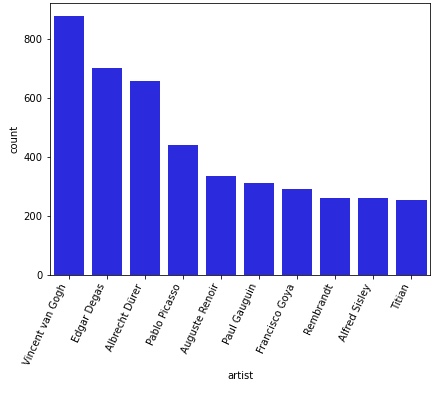 800
600
400
200
0
count
Vincent van Gogh
Edgar Degas
Albrecht Dürer
Pablo Picasso
Auguste Renoir
Paul Gauguin
Francisco Goya
Rembrandt
Alfred Sisley
Titian
artist